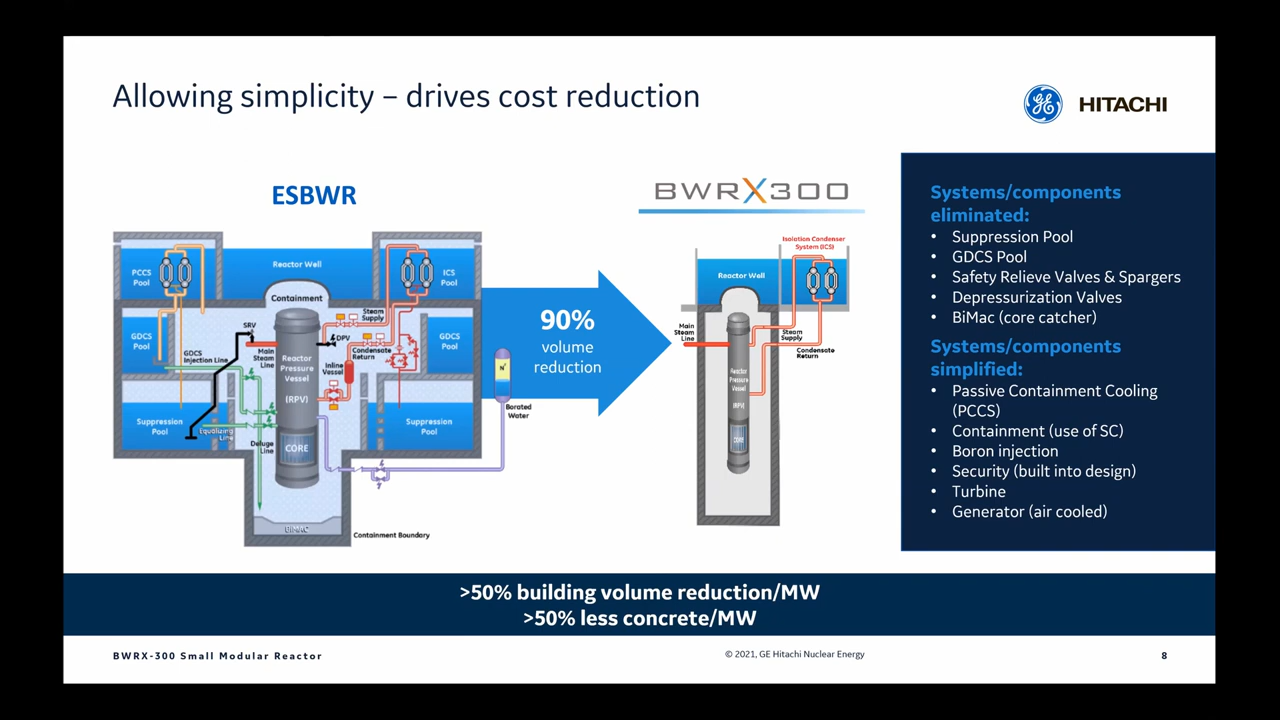 Allowing simplicity – drives cost reduction
GE HITACHI
ESBWR
BWRX300
PCCS
Pool
Reactor Well
ICS
Pool
Containment
Steam
Supply
SRV
DPV
GDCS
Pool
GDCS
Injection Line
Main
Steam
Line
Reactor
Pressure
Vessel
(RPV)
Condensate
Return
Inline
Vessel
GDCS
Pool
Suppression
Pool
Equalizing
Line
Deluge
Line
CORE
Suppression
Pool
N
Borated
Water
BiMAC
Containment Boundary
90%
volume
reduction
Isolation Condenser
System (ICS)
Reactor Well
Main
Steam
Line
Steam
Supply
Condensate
Return
Reactor
Pressure
Vessel
(RPV)
CORE
Systems/components
eliminated:
• Suppression Pool
• GDCS Pool
• Safety Relieve Valves & Spargers
• Depressurization Valves
• BiMac (core catcher)
Systems/components
simplified:
• Passive Containment Cooling
(PCCS)
• Containment (use of SC)
• Boron injection
• Security (built into design)
• Turbine
• Generator (air cooled)
>50% building volume reduction/MW
>50% less concrete/MW
BWRX-300 Small Modular Reactor
© 2021, GE Hitachi Nuclear Energy
8